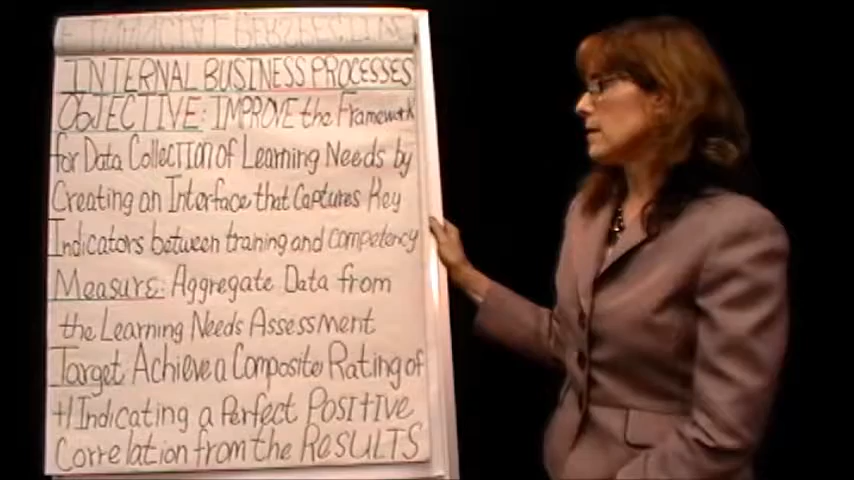 FINANCIAL PERSPECTIVE
INTERNAL BUSINESS PROCESSES
OBJECTIVE: IMPROVE the Framework
for Data Collection of Learning Needs by
Creating an Interface that Captures Key
Indicators between training and competency
Measure: Aggregate Data from
the Learning Needs Assessment
Target Achieve a Composite Rating of
+1 Indicating a Perfect POSITIVE
Correlation from the RESULTS